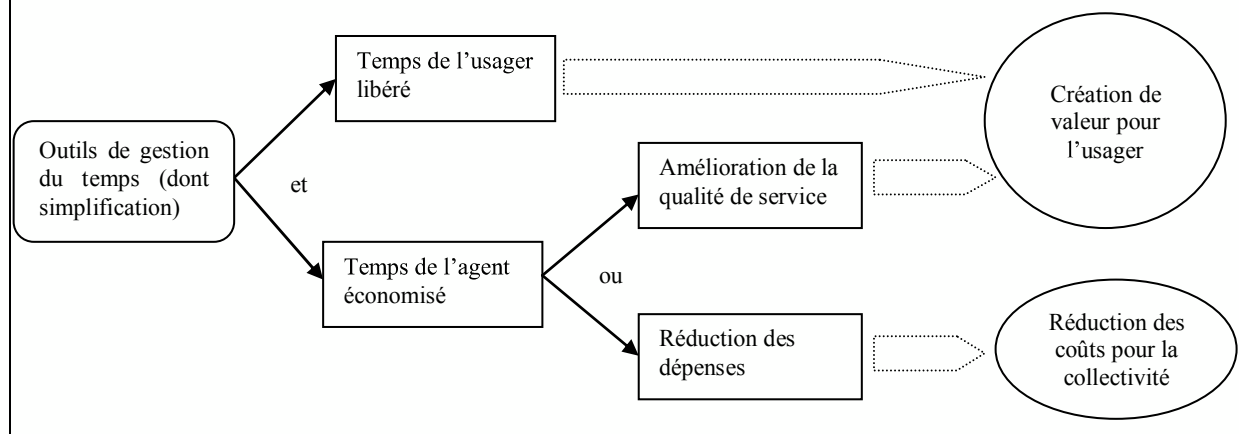 Temps de l’usager
libéré
Création de
valeur pour
l’usager
Outils de gestion
du temps (dont
simplification)
et
Amélioration de la
qualité de service
Temps de l’agent
économisé
ou
Réduction des
dépenses
Réduction des
coûts pour la
collectivité